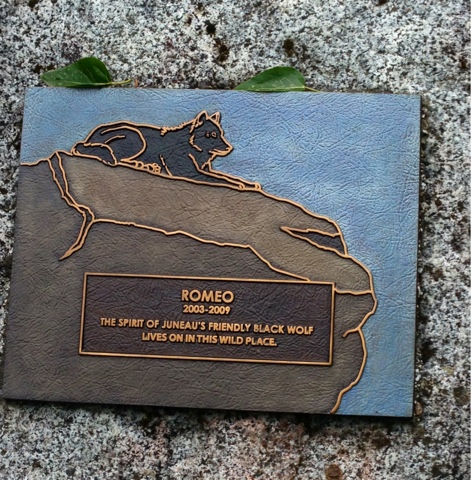 ROMEO
2003-2009
THE SPIRIT OF JUNEAU'S FRIENDLY BLACK WOLF
LIVES ON IN THIS WILD PLACE.